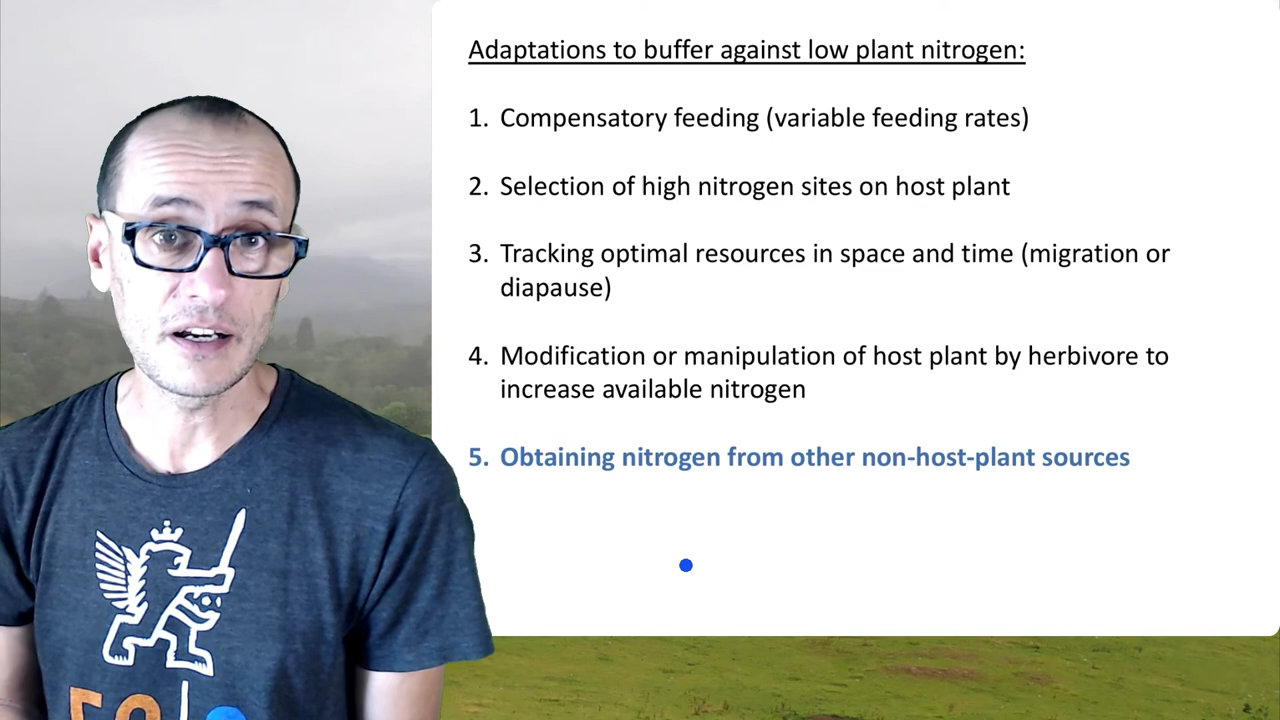 Adaptations to buffer against low plant nitrogen:
1. Compensatory feeding (variable feeding rates)
2. Selection of high nitrogen sites on host plant
3. Tracking optimal resources in space and time (migration or
diapause)
4. Modification or manipulation of host plant by herbivore to
increase available nitrogen
5. Obtaining nitrogen from other non-host-plant sources